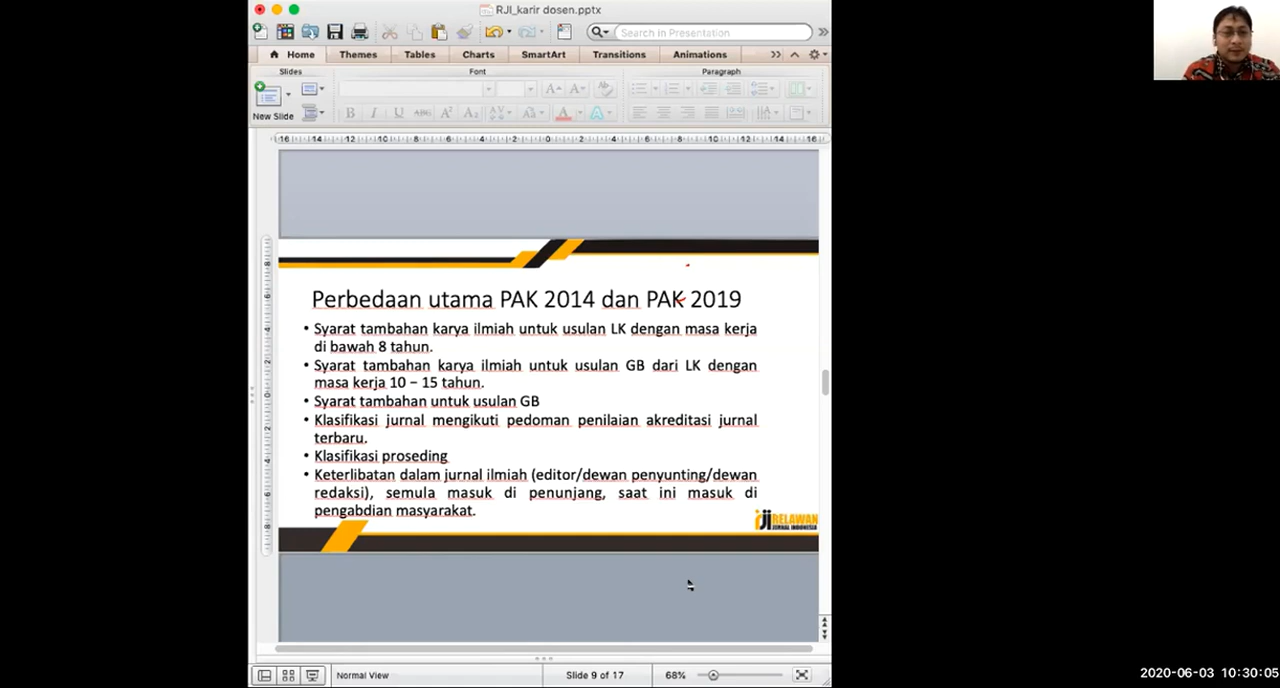 RJI_karir dosen.pptx
Search in Presentation
Home Themes Tables Charts SmartArt Transitions Animations
Slides Font Paragraph
New Slide
Perbedaan utama PAK 2014 dan PAK 2019
• Syarat tambahan karya ilmiah untuk usulan LK dengan masa kerja
di bawah 8 tahun.
• Syarat tambahan karya ilmiah untuk usulan GB dari LK dengan
masa kerja 10 – 15 tahun.
• Syarat tambahan untuk usulan GB
• Klasifikasi jurnal mengikuti pedoman penilaian akreditasi jurnal
terbaru.
• Klasifikasi proseding
• Keterlibatan dalam jurnal ilmiah (editor/dewan penyunting/dewan
redaksi), semula masuk di penunjang, saat ini masuk di
pengabdian masyarakat.
RELAWAN
JURNAL INDONESIA
Normal View Slide 9 of 17 68%
2020-06-03 10:30:05